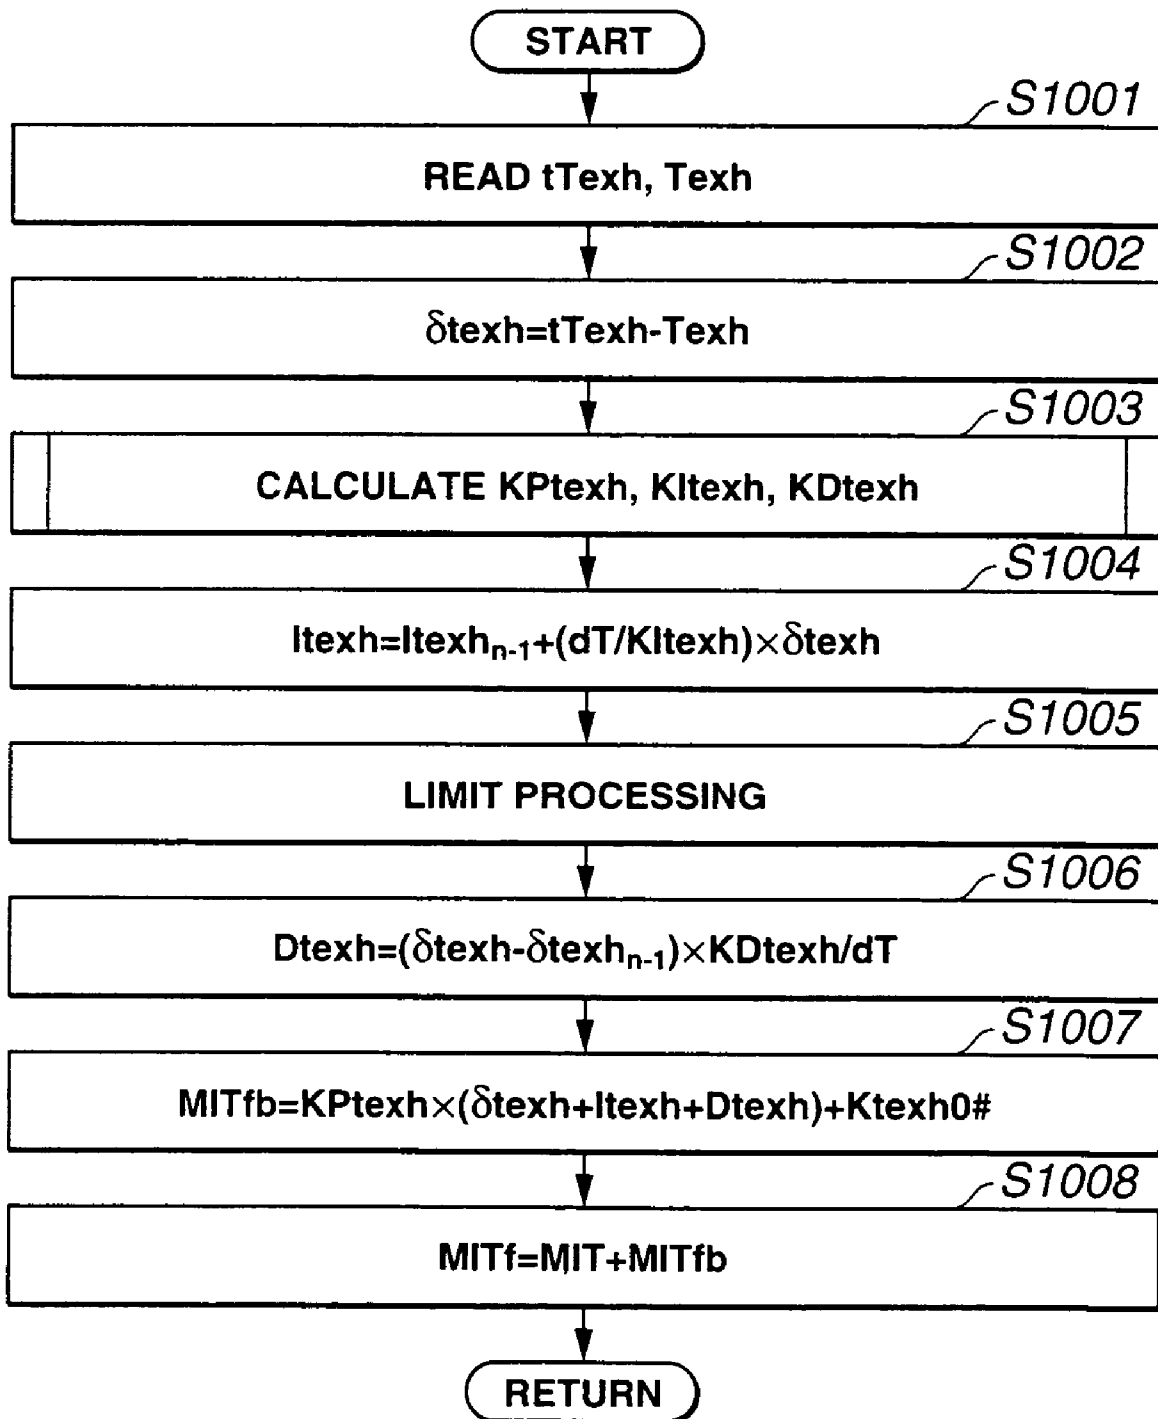 START
S1001
READ tTexh, Texh
S1002
δtexh=tTexh-Texh
S1003
CALCULATE KPtexh, KItexh, KDtexh
S1004
Itexh=Itexhn-1+(dT/KItexh)×δtexh
S1005
LIMIT PROCESSING
S1006
Dtexh=(δtexh-δtexhn-1)×KDtexh/dT
S1007
MITfb=KPtexh×(δtexh+Itexh+Dtexh)+Ktexh0#
S1008
MITf=MIT+MITfb
RETURN